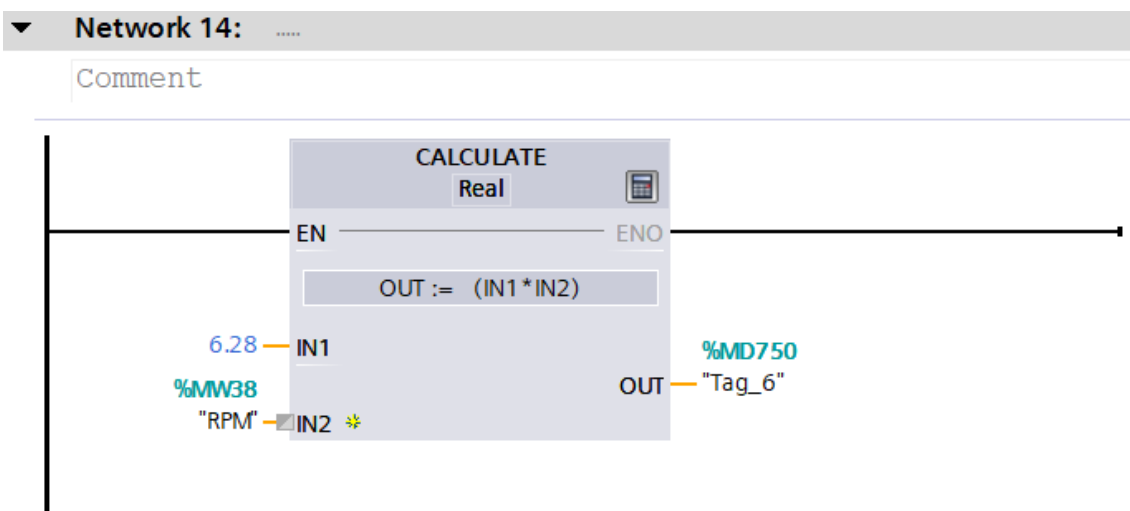 Network 14: .....
Comment
CALCULATE
Real
EN ENO
OUT := (IN1*IN2)
6.28 IN1
%MD750
OUT "Tag_6"
%MW38
"RPM" IN2